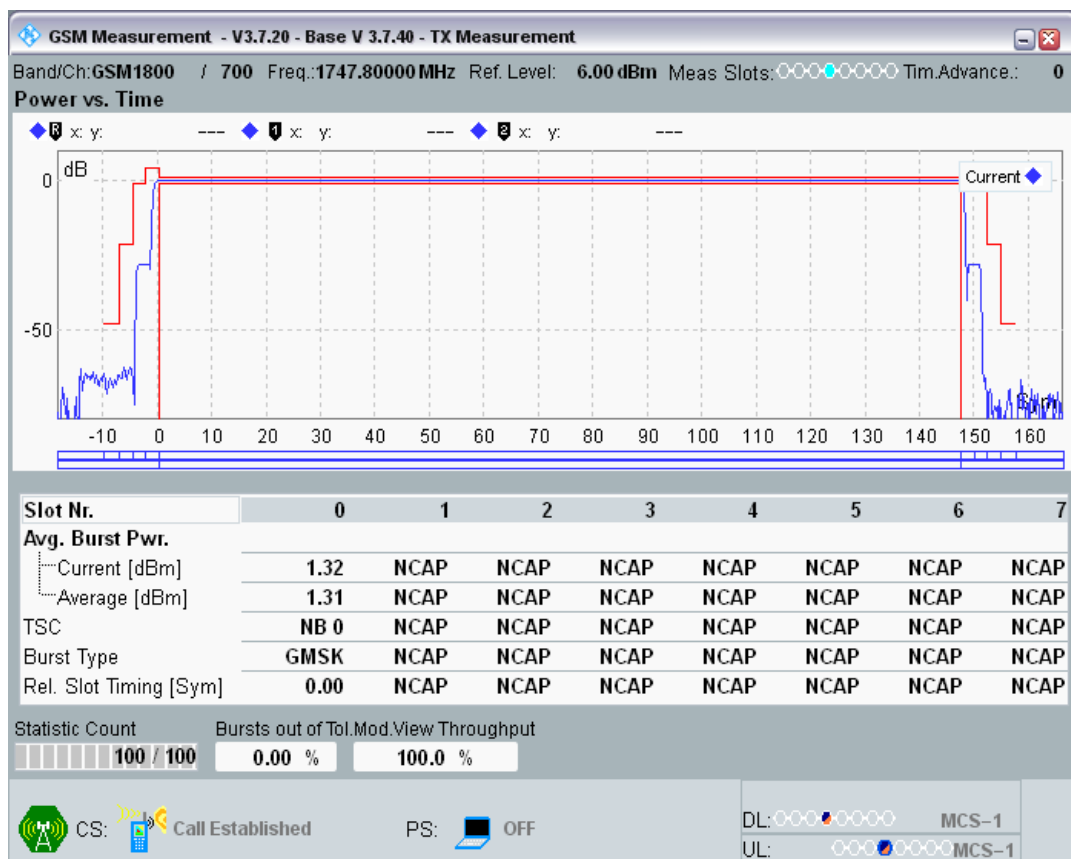 GSM Measurement - V3.7.20 - Base V 3.7.40 - TX Measurement
Band/Ch:GSM1800 / 700 Freq.:1747.80000 MHz Ref. Level: 6.00 dBm Meas Slots: Tim.Advance.: 0
Power vs. Time
R x: y: --- 1 x: y: --- 2 x: y: ---
dB
Current
0
-50
Sym
-10 0 10 20 30 40 50 60 70 80 90 100 110 120 130 140 150 160
Slot Nr. 0 1 2 3 4 5 6 7
Avg. Burst Pwr.
Current [dBm] 1.32 NCAP NCAP NCAP NCAP NCAP NCAP NCAP
Average [dBm] 1.31 NCAP NCAP NCAP NCAP NCAP NCAP NCAP
TSC NB 0 NCAP NCAP NCAP NCAP NCAP NCAP NCAP
Burst Type GMSK NCAP NCAP NCAP NCAP NCAP NCAP NCAP
Rel. Slot Timing [Sym] 0.00 NCAP NCAP NCAP NCAP NCAP NCAP NCAP
Statistic Count Bursts out of Tol.Mod.View Throughput
100 / 100 0.00 % 100.0 %
CS: Call Established PS: OFF
DL: MCS-1
UL: MCS-1